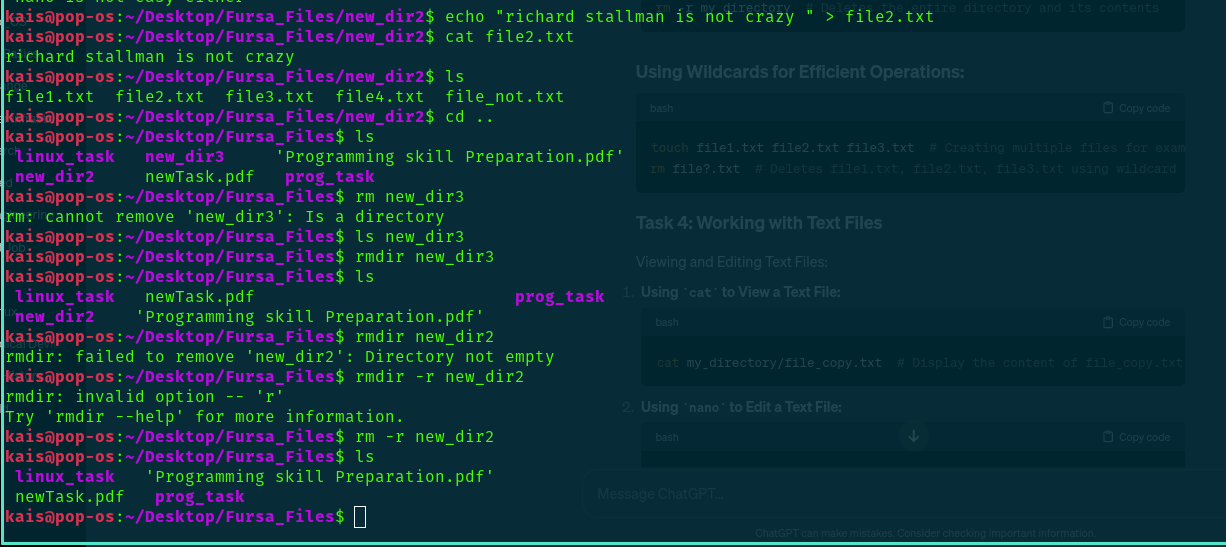 nano is not easy either
kais@pop-os:~/Desktop/Fursa_Files/new_dir2$ echo "richard stallman is not crazy " > file2.txt
kais@pop-os:~/Desktop/Fursa_Files/new_dir2$ cat file2.txt
richard stallman is not crazy
kais@pop-os:~/Desktop/Fursa_Files/new_dir2$ ls
file1.txt  file2.txt  file3.txt  file4.txt  file_not.txt
kais@pop-os:~/Desktop/Fursa_Files/new_dir2$ cd ..
kais@pop-os:~/Desktop/Fursa_Files$ ls
linux_task   new_dir3     'Programming skill Preparation.pdf'
new_dir2     newTask.pdf   prog_task
kais@pop-os:~/Desktop/Fursa_Files$ rm new_dir3
rm: cannot remove 'new_dir3': Is a directory
kais@pop-os:~/Desktop/Fursa_Files$ ls new_dir3
kais@pop-os:~/Desktop/Fursa_Files$ rmdir new_dir3
kais@pop-os:~/Desktop/Fursa_Files$ ls
linux_task   newTask.pdf                          prog_task
new_dir2    'Programming skill Preparation.pdf'
kais@pop-os:~/Desktop/Fursa_Files$ rmdir new_dir2
rmdir: failed to remove 'new_dir2': Directory not empty
kais@pop-os:~/Desktop/Fursa_Files$ rmdir -r new_dir2
rmdir: invalid option -- 'r'
Try 'rmdir --help' for more information.
kais@pop-os:~/Desktop/Fursa_Files$ rm -r new_dir2
kais@pop-os:~/Desktop/Fursa_Files$ ls
linux_task   'Programming skill Preparation.pdf'
newTask.pdf   prog_task
kais@pop-os:~/Desktop/Fursa_Files$
rm -r my_directory  # Deletes the entire directory and its contents
Using Wildcards for Efficient Operations:
bash Copy code
touch file1.txt file2.txt file3.txt  # Creating multiple files for exam
rm file?.txt  # Deletes file1.txt, file2.txt, file3.txt using wildcard
Task 4: Working with Text Files
Viewing and Editing Text Files:
1. Using `cat` to View a Text File:
bash Copy code
cat my_directory/file_copy.txt  # Display the content of file_copy.txt
2. Using `nano` to Edit a Text File:
bash Copy code
Message ChatGPT...
ChatGPT can make mistakes. Consider checking important information.